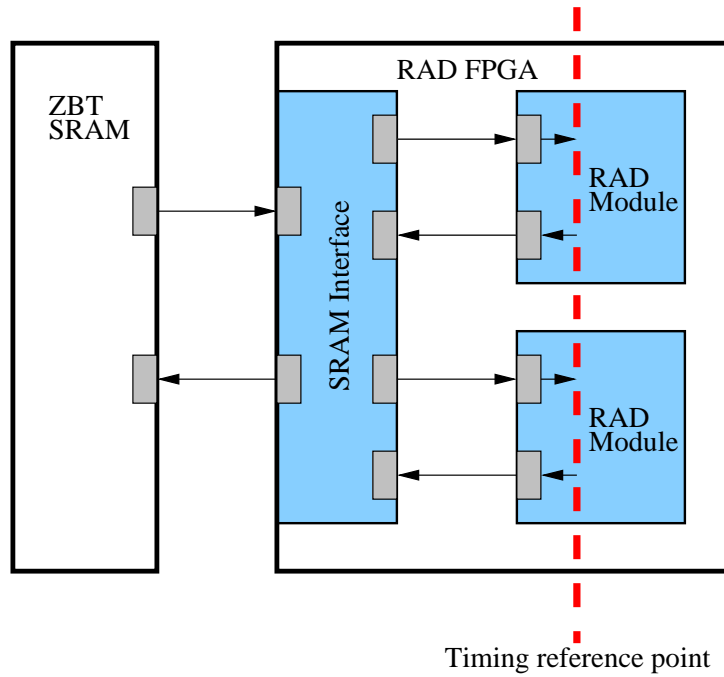 RAD FPGA
ZBT
SRAM
SRAM Interface
RAD
Module
RAD
Module
Timing reference point